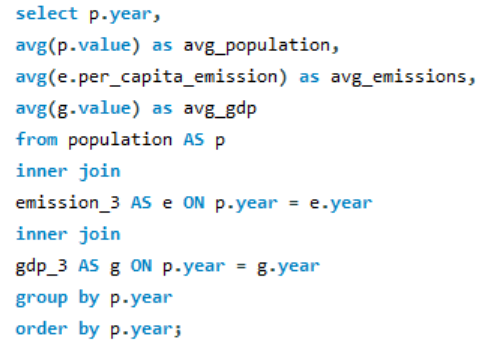 select p.year,
avg(p.value) as avg_population,
avg(e.per_capita_emission) as avg_emissions,
avg(g.value) as avg_gdp
from population AS p
inner join
emission_3 AS e ON p.year = e.year
inner join
gdp_3 AS g ON p.year = g.year
group by p.year
order by p.year;